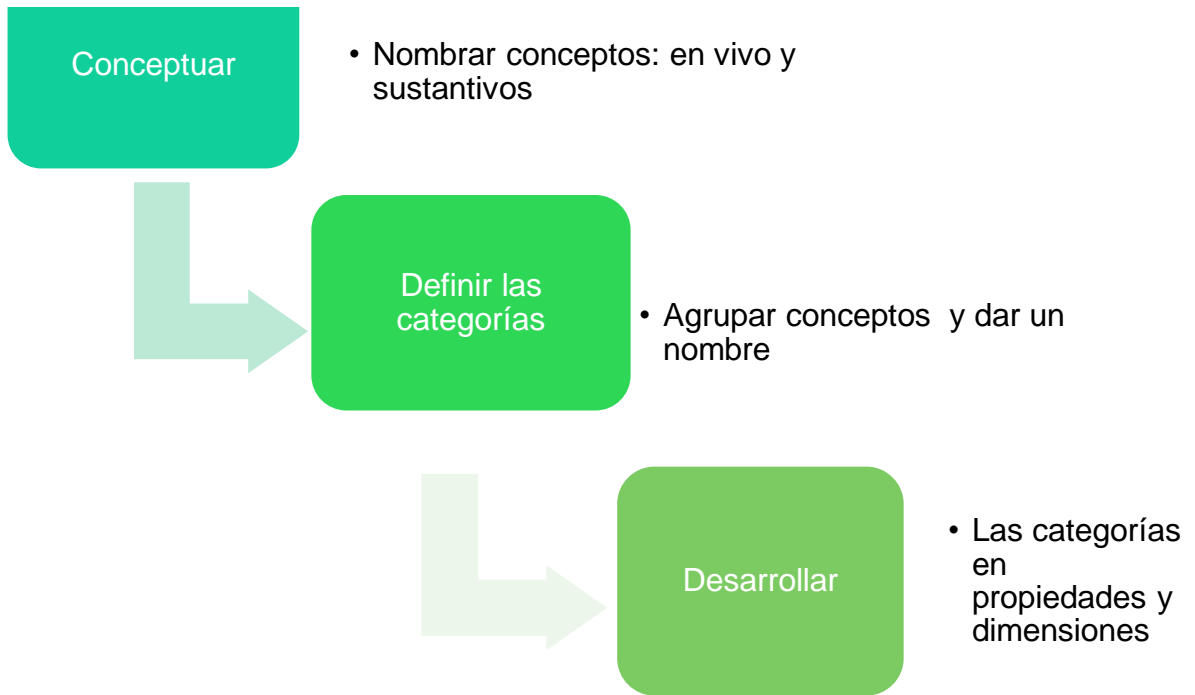 Conceptuar
• Nombrar conceptos: en vivo y
sustantivos
Definir las
categorías
• Agrupar conceptos y dar un
nombre
Desarrollar
• Las categorías
en
propiedades y
dimensiones